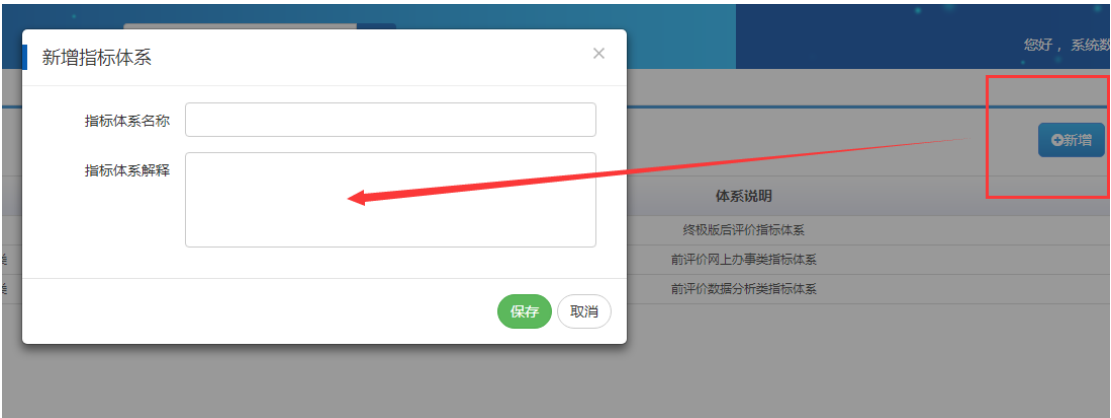 您好，系统数
新增指标体系
×
指标体系名称
新增
指标体系解释
体系说明
终极版后评价指标体系
类 前评价网上办事类指标体系
类 前评价数据分析类指标体系
保存 取消